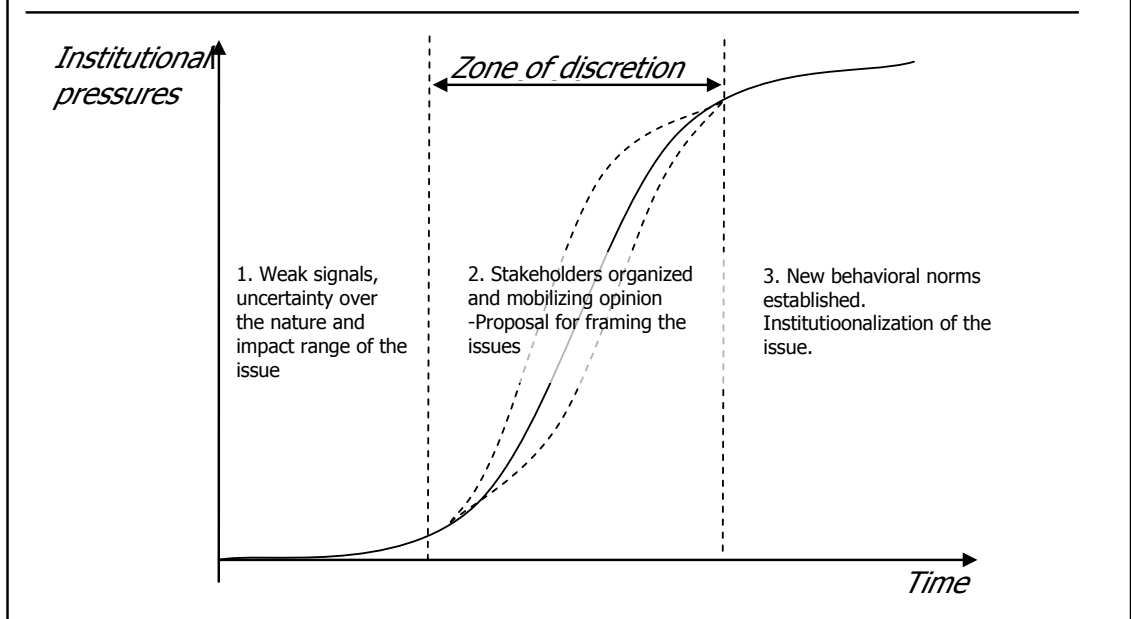 Institutional
pressures
Zone of discretion
1. Weak signals,
uncertainty over
the nature and
impact range of the
issue
2. Stakeholders organized
and mobilizing opinion
-Proposal for framing the
issues
3. New behavioral norms
established.
Institutioonalization of the
issue.
Time